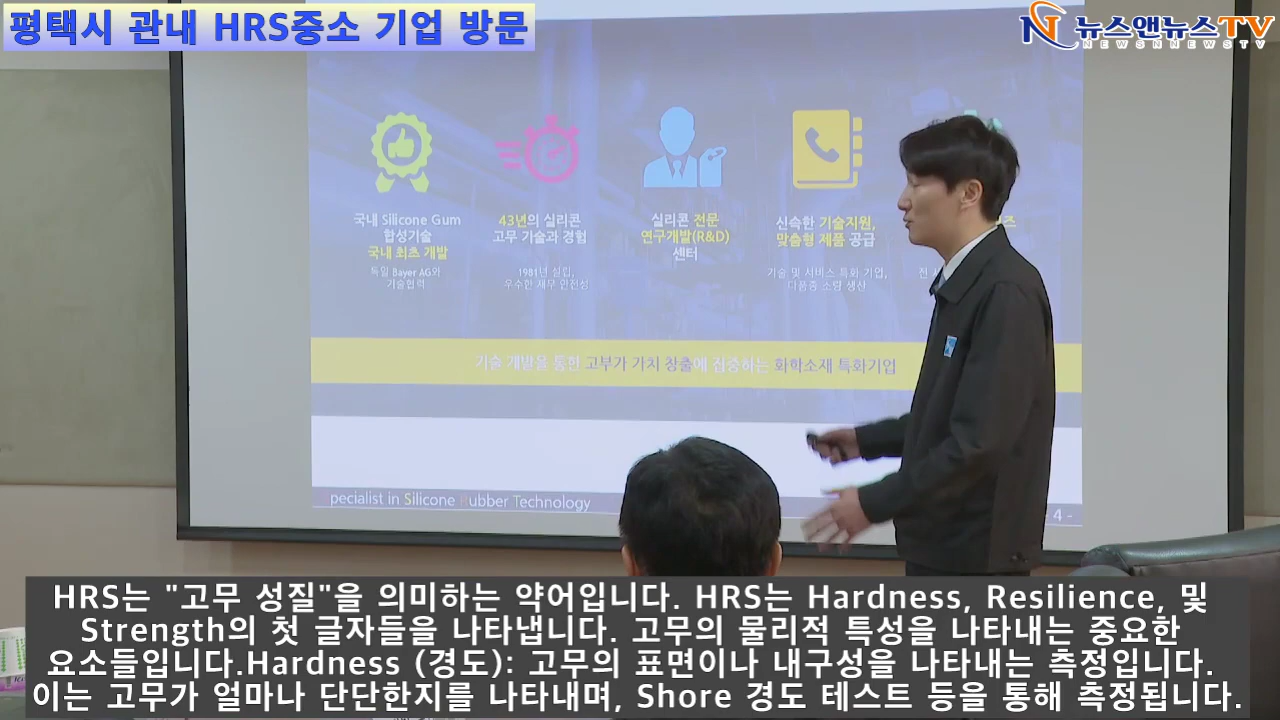 평택시 관내 HRS중소 기업 방문
뉴스앤뉴스TV
NEWSNNEWSTV
국내 Silicone Gum
합성기술
국내 최초 개발
독일 Bayer AG와
기술협력
43년의 실리콘
고무 기술과 경험
1981년 설립,
우수한 재무 안전성
실리콘 전문
연구개발(R&D)
센터
신속한 기술지원,
맞춤형 제품 공급
기술 및 서비스 특화 기업,
다품종 소량 생산
전
기술 개발을 통한 고부가 가치 창출에 집중하는 화학소재 특화기업
Specialist in Silicone Rubber Technology
4 -
HRS는 "고무 성질"을 의미하는 약어입니다. HRS는 Hardness, Resilience, 및
Strength의 첫 글자들을 나타냅니다. 고무의 물리적 특성을 나타내는 중요한
요소들입니다.Hardness (경도): 고무의 표면이나 내구성을 나타내는 측정입니다.
이는 고무가 얼마나 단단한지를 나타내며, Shore 경도 테스트 등을 통해 측정됩니다.